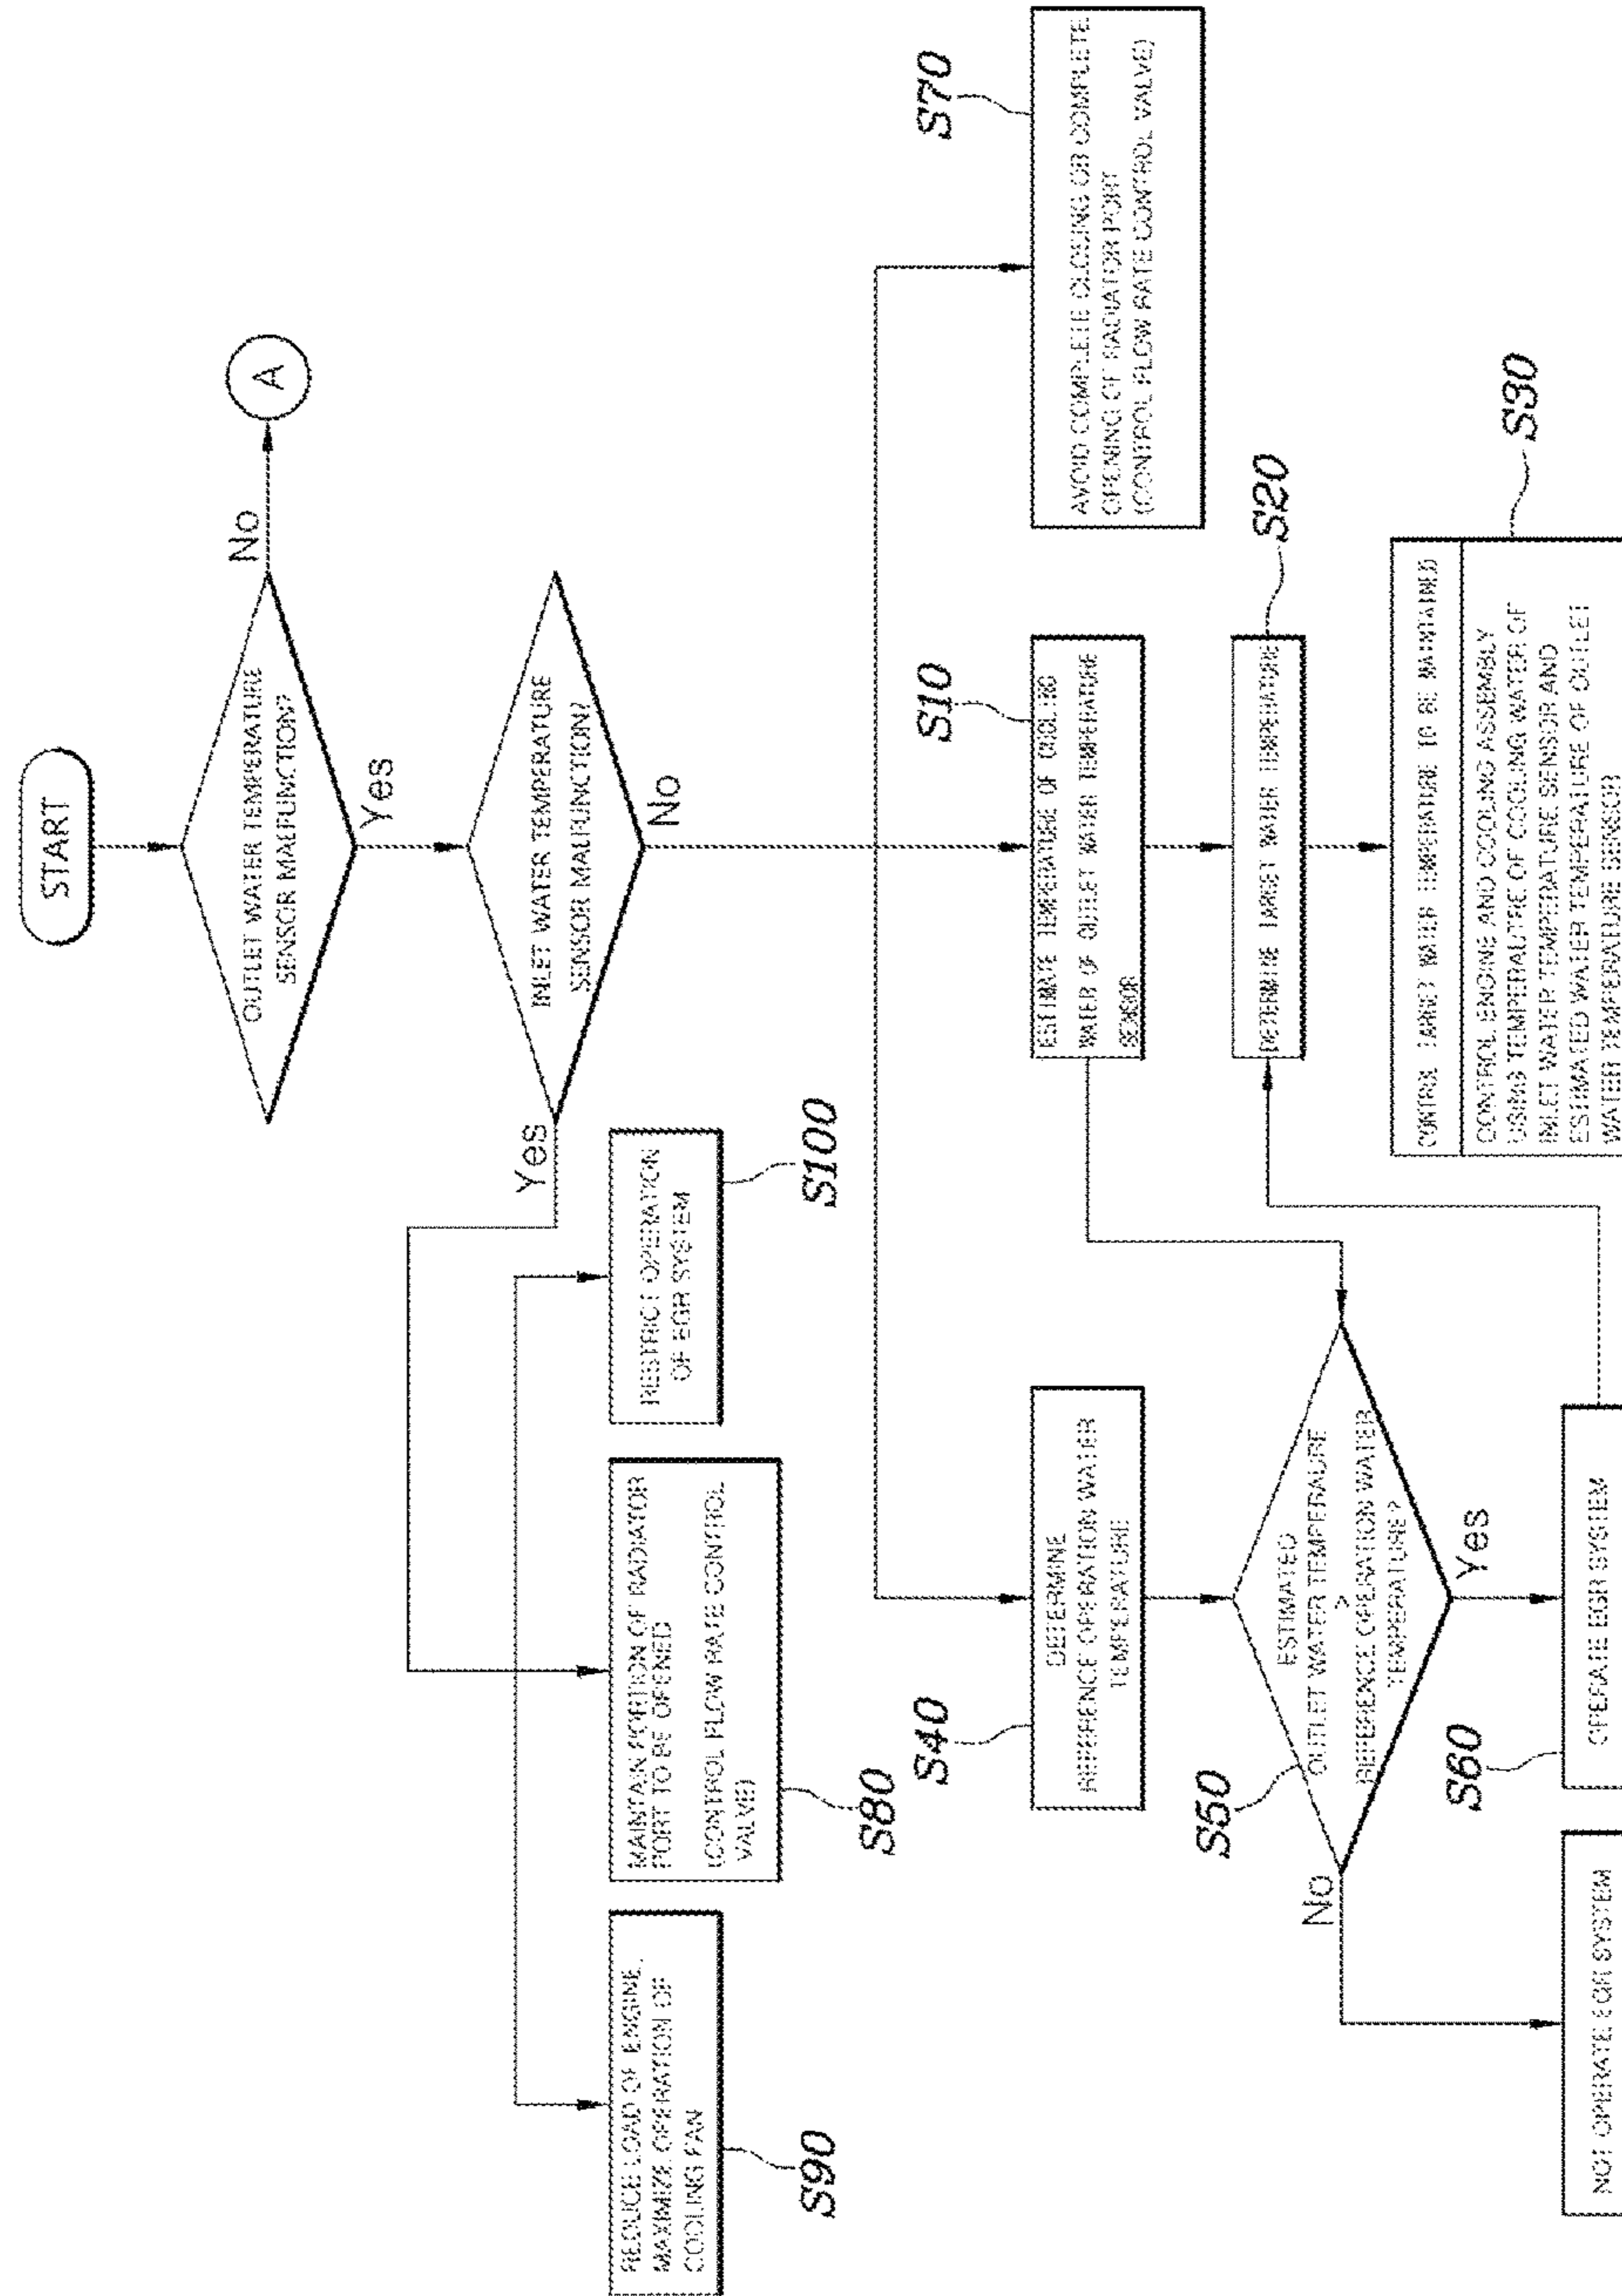 START
OUTLET WATER TEMPERATURE
SENSOR MALFUNCTION?
No
A
Yes
INLET WATER TEMPERATURE
SENSOR MALFUNCTION?
Yes
No
REDUCE LOAD OF ENGINE,
MAXIMIZE OPERATION OF
COOLING FAN
S90
MAINTAIN PORTION OF RADIATOR
PORT TO BE OPENED
(CONTROL FLOW RATE CONTROL
VALVE)
S80
RESTRICT OPERATION
OF EGR SYSTEM
S100
S40
DETERMINE
REFERENCE OPERATION WATER
TEMPERATURE
S10
ESTIMATE TEMPERATURE OF COOLING
WATER OF OUTLET WATER TEMPERATURE
SENSOR
S70
AVOID COMPLETE CLOSING OR COMPLETE
OPENING OF RADIATOR PORT
(CONTROL FLOW RATE CONTROL VALVE)
S50
ESTIMATED
OUTLET WATER TEMPERAURE
>
REFERENCE OPERATION WATER
TEMPERATURE?
No
Yes
S20
DETERMINE TARGET WATER TEMPERATURE
NOT OPERATE EGR SYSTEM
S60
OPERATE EGR SYSTEM
CONTROL TARGET WATER TEMPERATURE TO BE MAINTAINED
S30
CONTROL ENGINE AND COOLING ASSEMBLY
USING TEMPERAUTRE OF COOLING WATER OF
INLET WATER TEMPERATURE SENSOR AND
ESTIMATED WATER TEMPERATURE OF OUTLET
WATER TEMPERATURE SENSOR